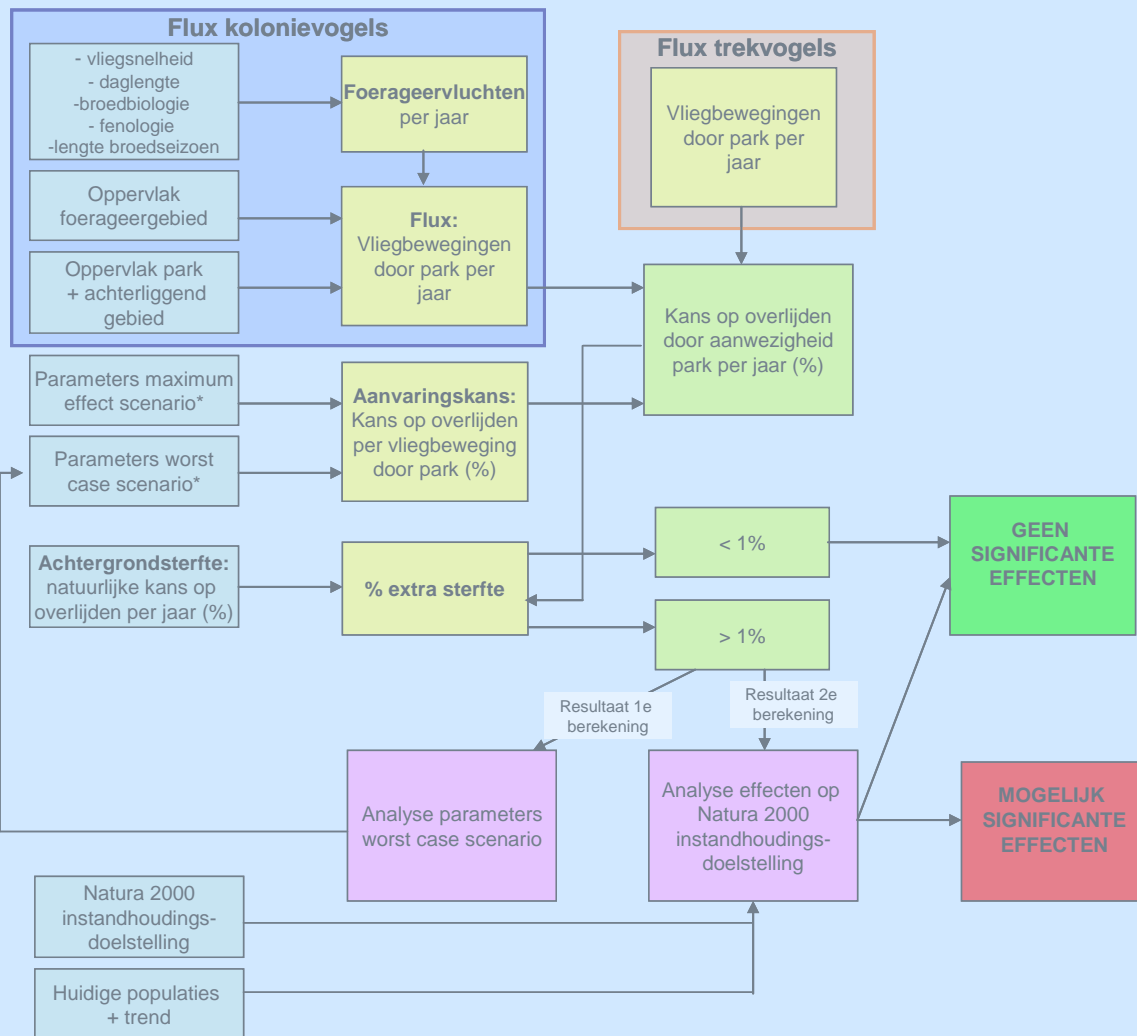 Flux kolonievogels
- vliegsnelheid
- daglengte
-broedbiologie
- fenologie
-lengte broedseizoen
Foerageervluchten
per jaar
Oppervlak
foerageergebied
Flux:
Vliegbewegingen
door park per
jaar
Oppervlak park
+ achterliggend
gebied
Flux trekvogels
Vliegbewegingen
door park per
jaar
Kans op overlijden
door aanwezigheid
park per jaar (%)
Parameters maximum
effect scenario*
Aanvaringskans:
Kans op overlijden
per vliegbeweging
door park (%)
Parameters worst
case scenario*
Achtergrondsterfte:
natuurlijke kans op
overlijden per jaar (%)
% extra sterfte
< 1%
> 1%
GEEN
SIGNIFICANTE
EFFECTEN
Resultaat 1e
berekening
Resultaat 2e
berekening
Analyse parameters
worst case scenario
Analyse effecten op
Natura 2000
instandhoudings-
doelstelling
MOGELIJK
SIGNIFICANTE
EFFECTEN
Natura 2000
instandhoudings-
doelstelling
Huidige populaties
+ trend